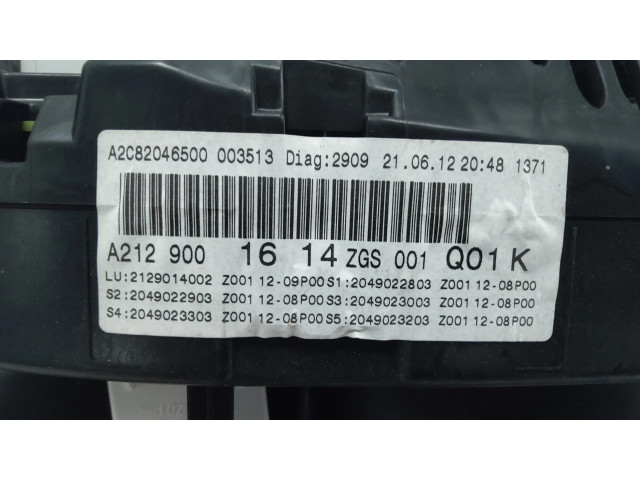 A2C82046500 003513 Diag:2909 21.06.12 20:48 1371
A212 900 16 14 ZGS 001 Q01 K
LU:2129014002 Z001 12-09P00 S1:2049022803 Z001 12-08P00
S2:2049022903 Z001 12-08P00 S3:2049023003 Z001 12-08P00
S4:2049023303 Z001 12-08P00 S5:2049023203 Z001 12-08P00